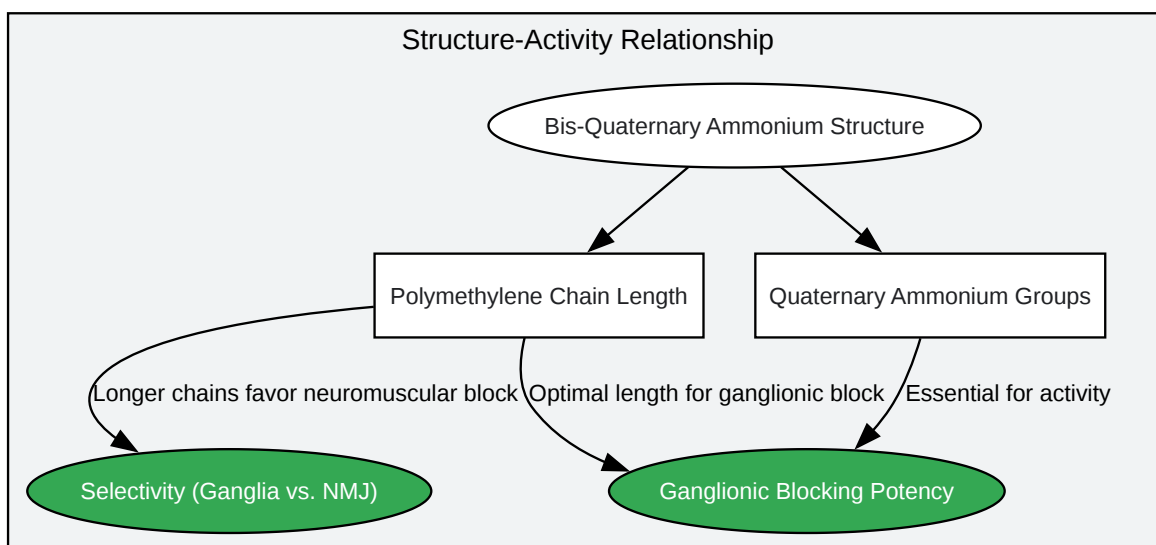 Structure-Activity Relationship
Bis-Quaternary Ammonium Structure
Polymethylene Chain Length
Quaternary Ammonium Groups
Longer chains favor neuromuscular block
Optimal length for ganglionic block
Essential for activity
Selectivity (Ganglia vs. NMJ)
Ganglionic Blocking Potency